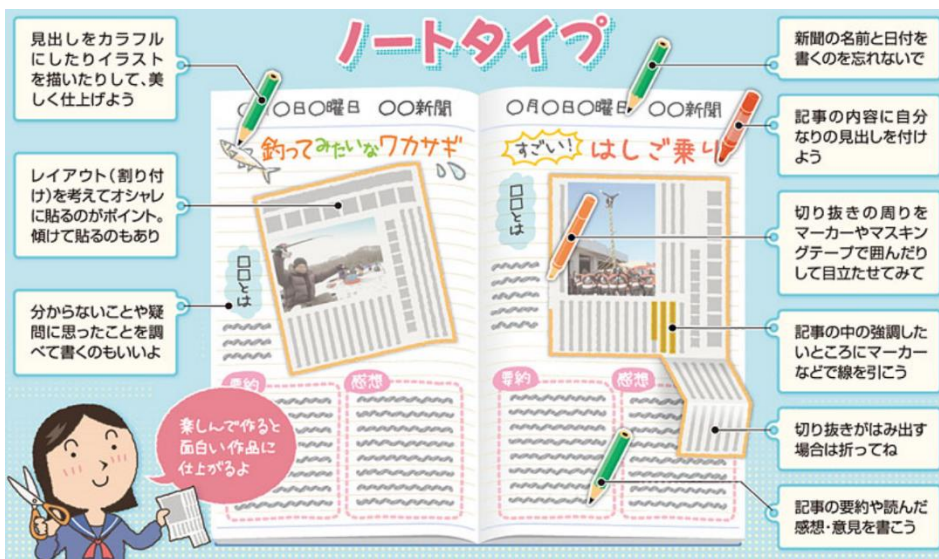 ノートタイプ
見出しをカラフル
にしたりイラスト
を描いたりして、美
しく仕上げよう
レイアウト(割り付
け)を考えてオシャレ
に貼るのがポイント。
傾けて貼るのもあり
分からないことや疑
問に思ったことを調
べて書くのもいいよ
〇月〇日〇曜日 〇〇新聞
釣ってみたいなワカサギ
口口とは
要約
感想
〇月〇日〇曜日 〇〇新聞
すごい! はしご乗り
口口とは
要約
感想
新聞の名前と日付を
書くのを忘れないで
記事の内容に自分
なりの見出しを付け
よう
切り抜きの周りを
マーカーやマスキン
グテープで囲んだり
して目立たせてみて
記事の中の強調した
いところにマーカー
などで線を引こう
切り抜きがはみ出す
場合は折ってね
記事の要約や読んだ
感想・意見を書こう
楽しんで作ると
面白い作品に
仕上がるよ